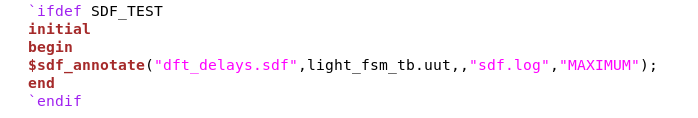 `ifdef SDF_TEST
initial
begin
$sdf_annotate("dft_delays.sdf",light_fsm_tb.uut,,"sdf.log","MAXIMUM");
end
`endif